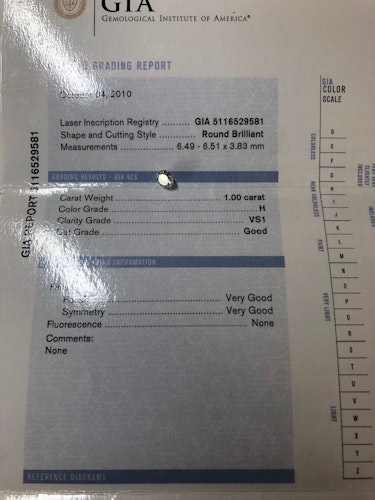 GIA
GEMOLOGICAL INSTITUTE OF AMERICA®
GRADING REPORT
October 04, 2010
Laser Inscription Registry .......... GIA 5116529581
Shape and Cutting Style ............. Round Brilliant
Measurements ............. 6.49 - 6.51 x 3.83 mm
GRADING RESULTS - GIA 4CS
Carat Weight ............. 1.00 carat
Color Grade ............. H
Clarity Grade ............. VS1
Cut Grade ............. Good
INFORMATION
Very Good
Symmetry ............. Very Good
Fluorescence ............. None
Comments:
None
REFERENCE DIAGRAMS
GIA REPORT 5116529581
GIA
COLOR
SCALE
D
E
F
G
H
I
J
K
L
M
N
O
P
Q
R
S
T
U
V
W
X
Y
Z
COLORLESS
NEAR COLORLESS
FAINT
VERY LIGHT
LIGHT